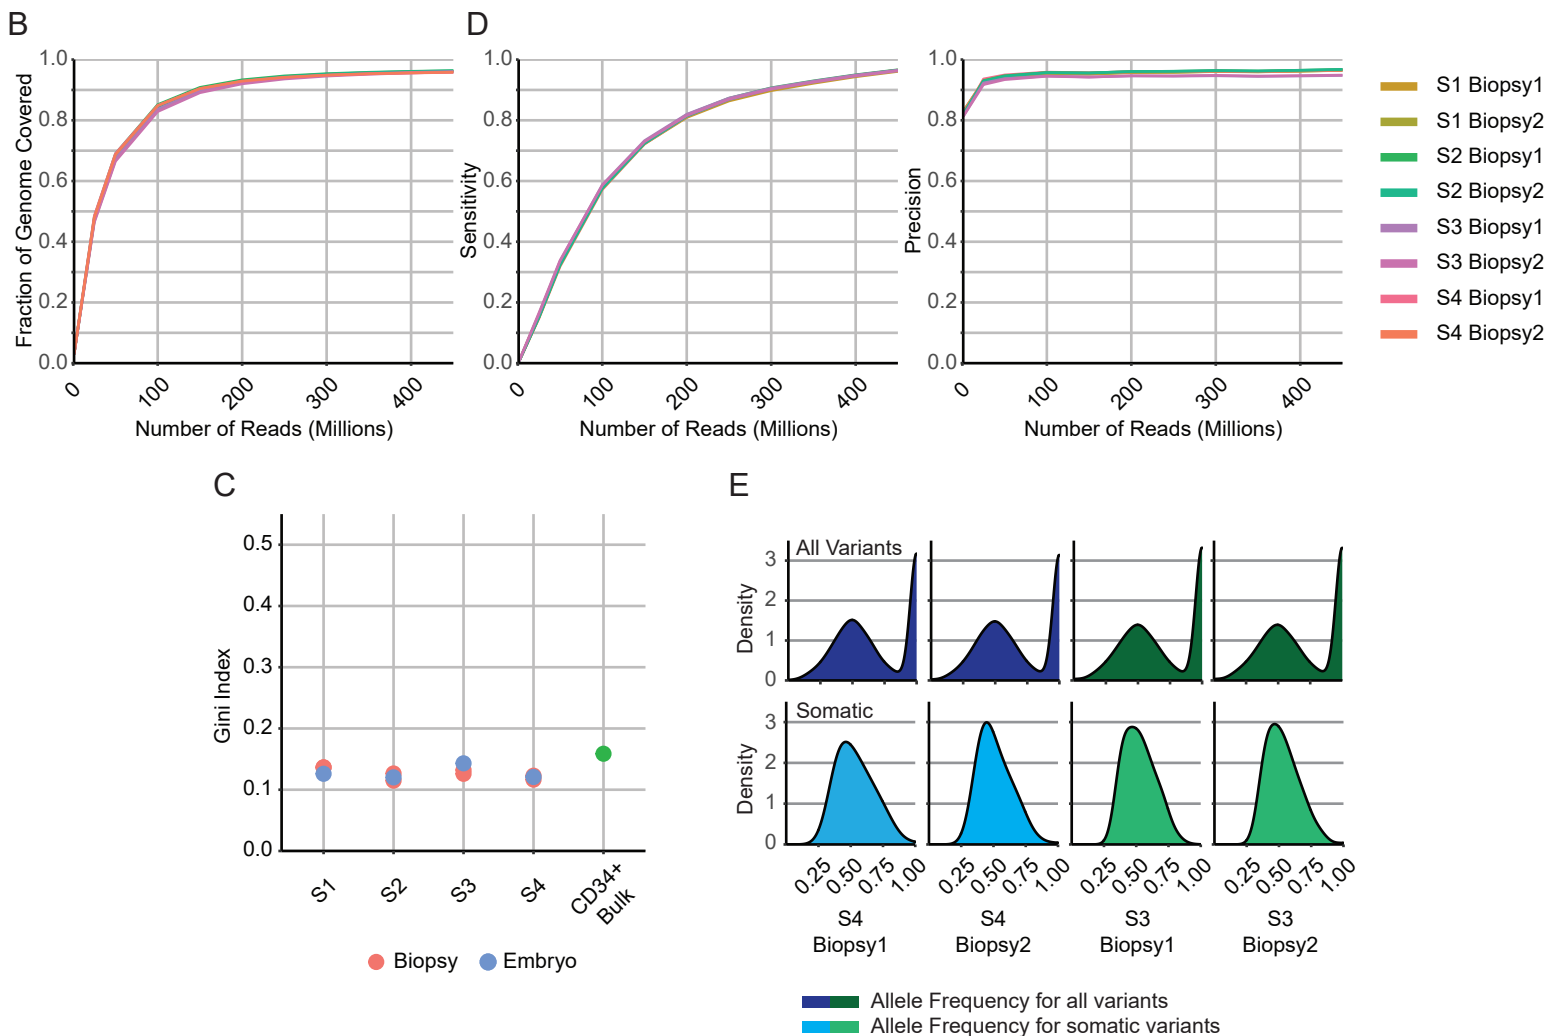 B
D
Fraction of Genome Covered
1.0
0.8
0.6
0.4
0.2
0.0
0
100
200
300
400
Number of Reads (Millions)
Sensitivity
1.0
0.8
0.6
0.4
0.2
0.0
0
100
200
300
400
Number of Reads (Millions)
Precision
1.0
0.8
0.6
0.4
0.2
0.0
0
100
200
300
400
Number of Reads (Millions)
S1 Biopsy1
S1 Biopsy2
S2 Biopsy1
S2 Biopsy2
S3 Biopsy1
S3 Biopsy2
S4 Biopsy1
S4 Biopsy2
C
Gini Index
0.5
0.4
0.3
0.2
0.1
0.0
S1
S2
S3
S4
CD34+
Bulk
Biopsy
Embryo
E
All Variants
Density
3
2
1
0
Somatic
Density
3
2
1
0
0.25
0.50
0.75
1.00
0.25
0.50
0.75
1.00
0.25
0.50
0.75
1.00
0.25
0.50
0.75
1.00
S4
Biopsy1
S4
Biopsy2
S3
Biopsy1
S3
Biopsy2
Allele Frequency for all variants
Allele Frequency for somatic variants